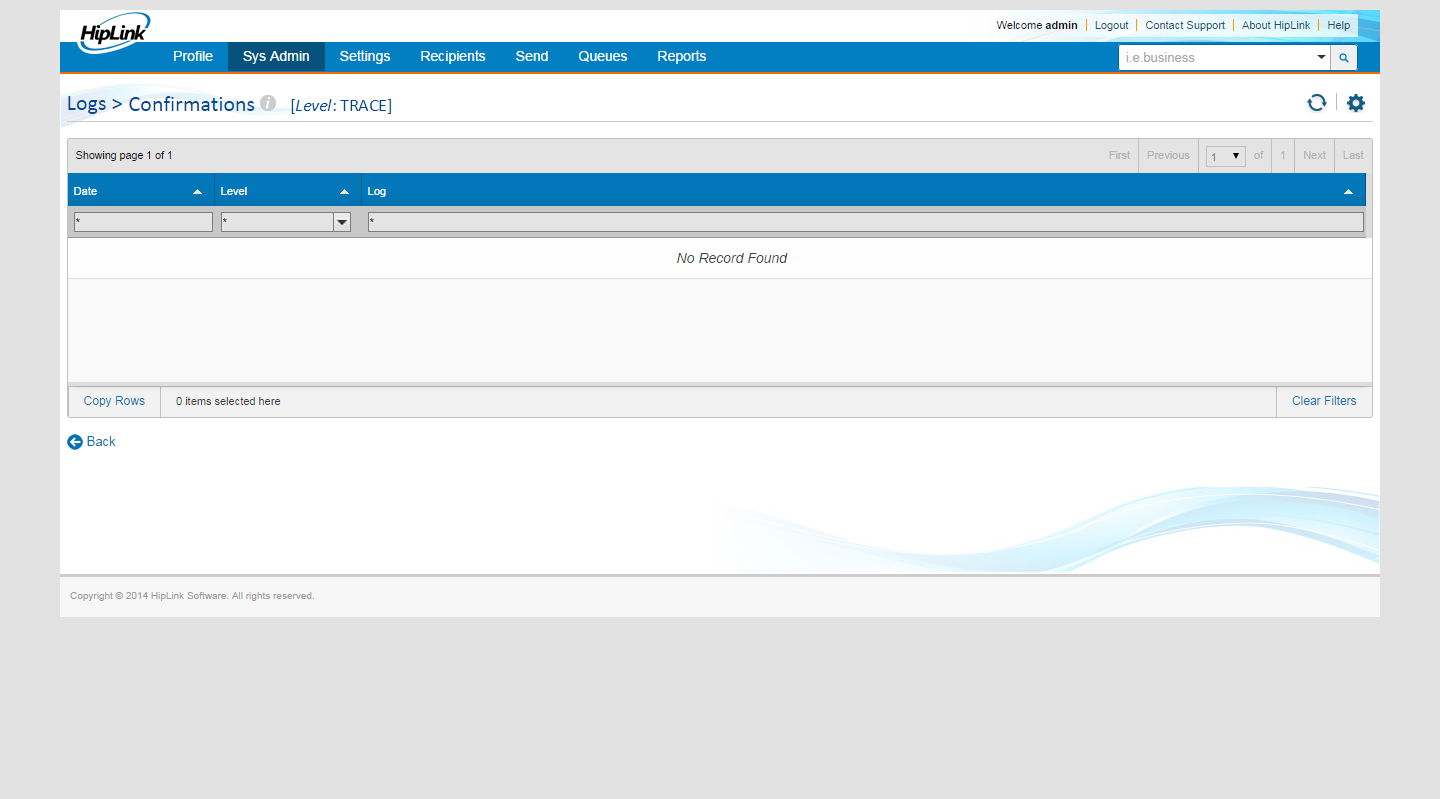 HipLink
Welcome admin Logout Contact Support About HipLink Help
Profile Sys Admin Settings Recipients Send Queues Reports i.e.business
Logs > Confirmations i [Level: TRACE]
Showing page 1 of 1 First Previous 1 of 1 Next Last
Date Level Log
* * *
No Record Found
Copy Rows 0 items selected here Clear Filters
Back
Copyright © 2014 HipLink Software. All rights reserved.